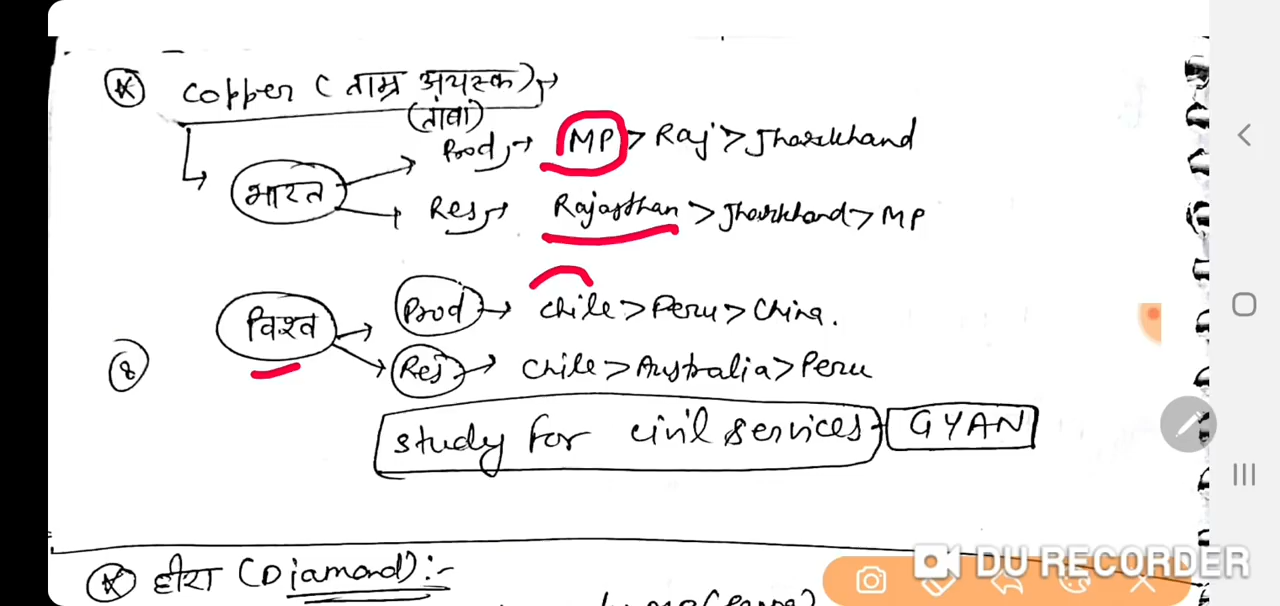 Copper (ताम्र अयस्क) →
(तांबा)
भारत
Prod → MP > Raj > Jharkhand
Res → Rajasthan > Jharkhand > MP
विश्व
Prod → Chile > Peru > China.
8
Res → Chile > Australia > Peru
Study for civil services - GYAN
DU RECORDER
हीरा (Diamond) :-